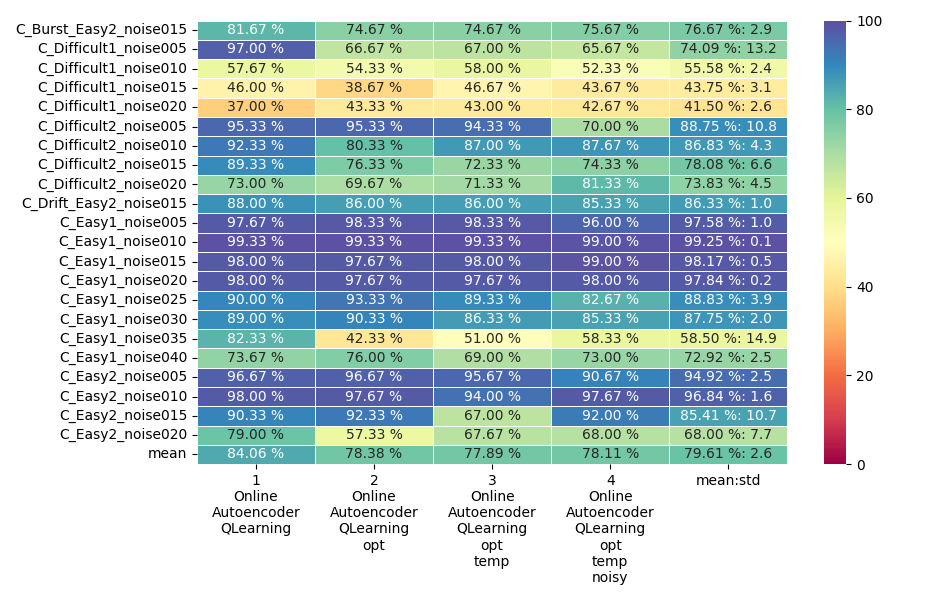 C_Burst_Easy2_noise015 81.67 % 74.67 % 74.67 % 75.67 % 76.67 %: 2.9
C_Difficult1_noise005 97.00 % 66.67 % 67.00 % 65.67 % 74.09 %: 13.2
C_Difficult1_noise010 57.67 % 54.33 % 58.00 % 52.33 % 55.58 %: 2.4
C_Difficult1_noise015 46.00 % 38.67 % 46.67 % 43.67 % 43.75 %: 3.1
C_Difficult1_noise020 37.00 % 43.33 % 43.00 % 42.67 % 41.50 %: 2.6
C_Difficult2_noise005 95.33 % 95.33 % 94.33 % 70.00 % 88.75 %: 10.8
C_Difficult2_noise010 92.33 % 80.33 % 87.00 % 87.67 % 86.83 %: 4.3
C_Difficult2_noise015 89.33 % 76.33 % 72.33 % 74.33 % 78.08 %: 6.6
C_Difficult2_noise020 73.00 % 69.67 % 71.33 % 81.33 % 73.83 %: 4.5
C_Drift_Easy2_noise015 88.00 % 86.00 % 86.00 % 85.33 % 86.33 %: 1.0
C_Easy1_noise005 97.67 % 98.33 % 98.33 % 96.00 % 97.58 %: 1.0
C_Easy1_noise010 99.33 % 99.33 % 99.33 % 99.00 % 99.25 %: 0.1
C_Easy1_noise015 98.00 % 97.67 % 98.00 % 99.00 % 98.17 %: 0.5
C_Easy1_noise020 98.00 % 97.67 % 97.67 % 98.00 % 97.84 %: 0.2
C_Easy1_noise025 90.00 % 93.33 % 89.33 % 82.67 % 88.83 %: 3.9
C_Easy1_noise030 89.00 % 90.33 % 86.33 % 85.33 % 87.75 %: 2.0
C_Easy1_noise035 82.33 % 42.33 % 51.00 % 58.33 % 58.50 %: 14.9
C_Easy1_noise040 73.67 % 76.00 % 69.00 % 73.00 % 72.92 %: 2.5
C_Easy2_noise005 96.67 % 96.67 % 95.67 % 90.67 % 94.92 %: 2.5
C_Easy2_noise010 98.00 % 97.67 % 94.00 % 97.67 % 96.84 %: 1.6
C_Easy2_noise015 90.33 % 92.33 % 67.00 % 92.00 % 85.41 %: 10.7
C_Easy2_noise020 79.00 % 57.33 % 67.67 % 68.00 % 68.00 %: 7.7
mean 84.06 % 78.38 % 77.89 % 78.11 % 79.61 %: 2.6
1
Online
Autoencoder
QLearning
2
Online
Autoencoder
QLearning
opt
3
Online
Autoencoder
QLearning
opt
temp
4
Online
Autoencoder
QLearning
opt
temp
noisy
mean:std
100
80
60
40
20
0